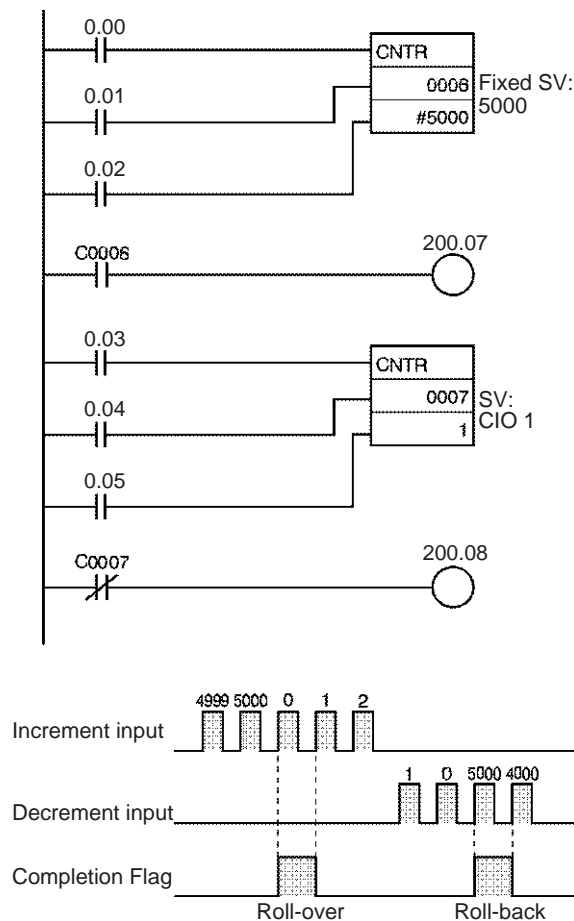 0.00
CNTR
0006
#5000
Fixed SV:
5000
0.01
0.02
C0006
200.07
0.03
CNTR
0007
1
SV:
CIO 1
0.04
0.05
C0007
200.08
4999 5000 0 1 2
Increment input
1 0 5000 4000
Decrement input
Completion Flag
Roll-over Roll-back